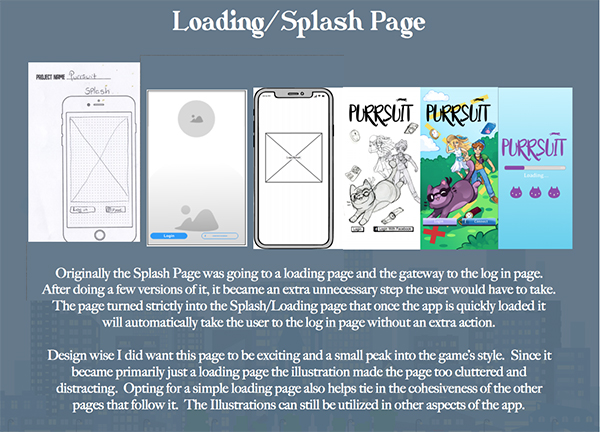 Loading/Splash Page
PROJECT NAME Purrsuit
Splash
Log in
Login
PURRSUIT
Login
Login With Facebook
PURRSUIT
PURRSUIT
Loading...
Originally the Splash Page was going to a loading page and the gateway to the log in page.
After doing a few versions of it, it became an extra unnecessary step the user would have to take.
The page turned strictly into the Splash/Loading page that once the app is quickly loaded it
will automatically take the user to the log in page without an extra action.
Design wise I did want this page to be exciting and a small peak into the game's style. Since it
became primarily just a loading page the illustration made the page too cluttered and
distracting. Opting for a simple loading page also helps tie in the cohesiveness of the other
pages that follow it. The Illustrations can still be utilized in other aspects of the app.